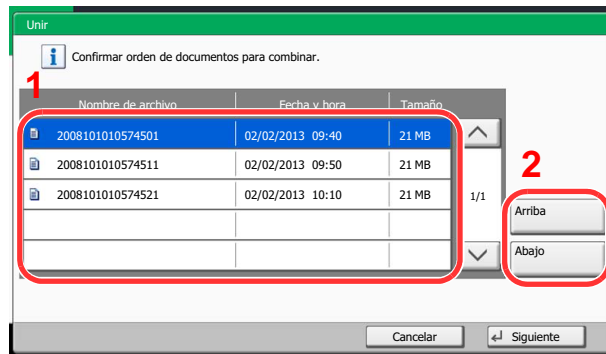 Unir
Confirmar orden de documentos para combinar.
1
Nombre de archivo Fecha y hora Tamaño
2008101010574501 02/02/2013 09:40 21 MB
2008101010574511 02/02/2013 09:50 21 MB
2008101010574521 02/02/2013 10:10 21 MB
1/1
2
Arriba
Abajo
Cancelar Siguiente